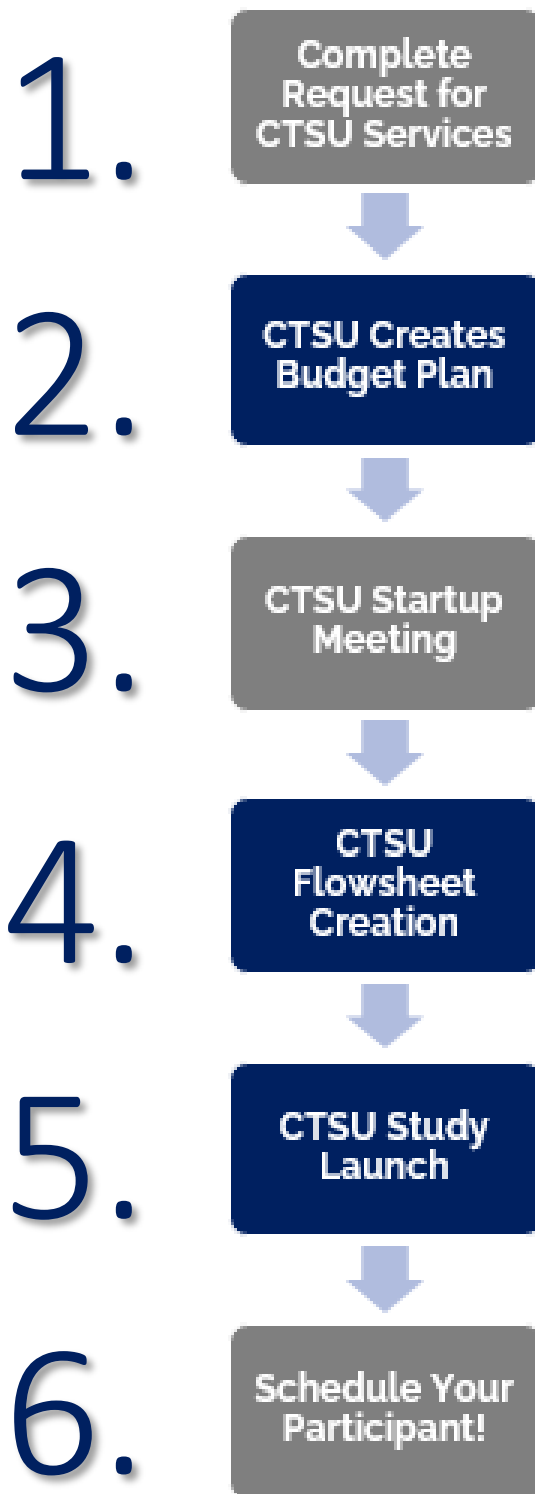 1.
Complete
Request for
CTSU Services
2.
CTSU Creates
Budget Plan
3.
CTSU Startup
Meeting
4.
CTSU
Flowsheet
Creation
5.
CTSU Study
Launch
6.
Schedule Your
Participant!